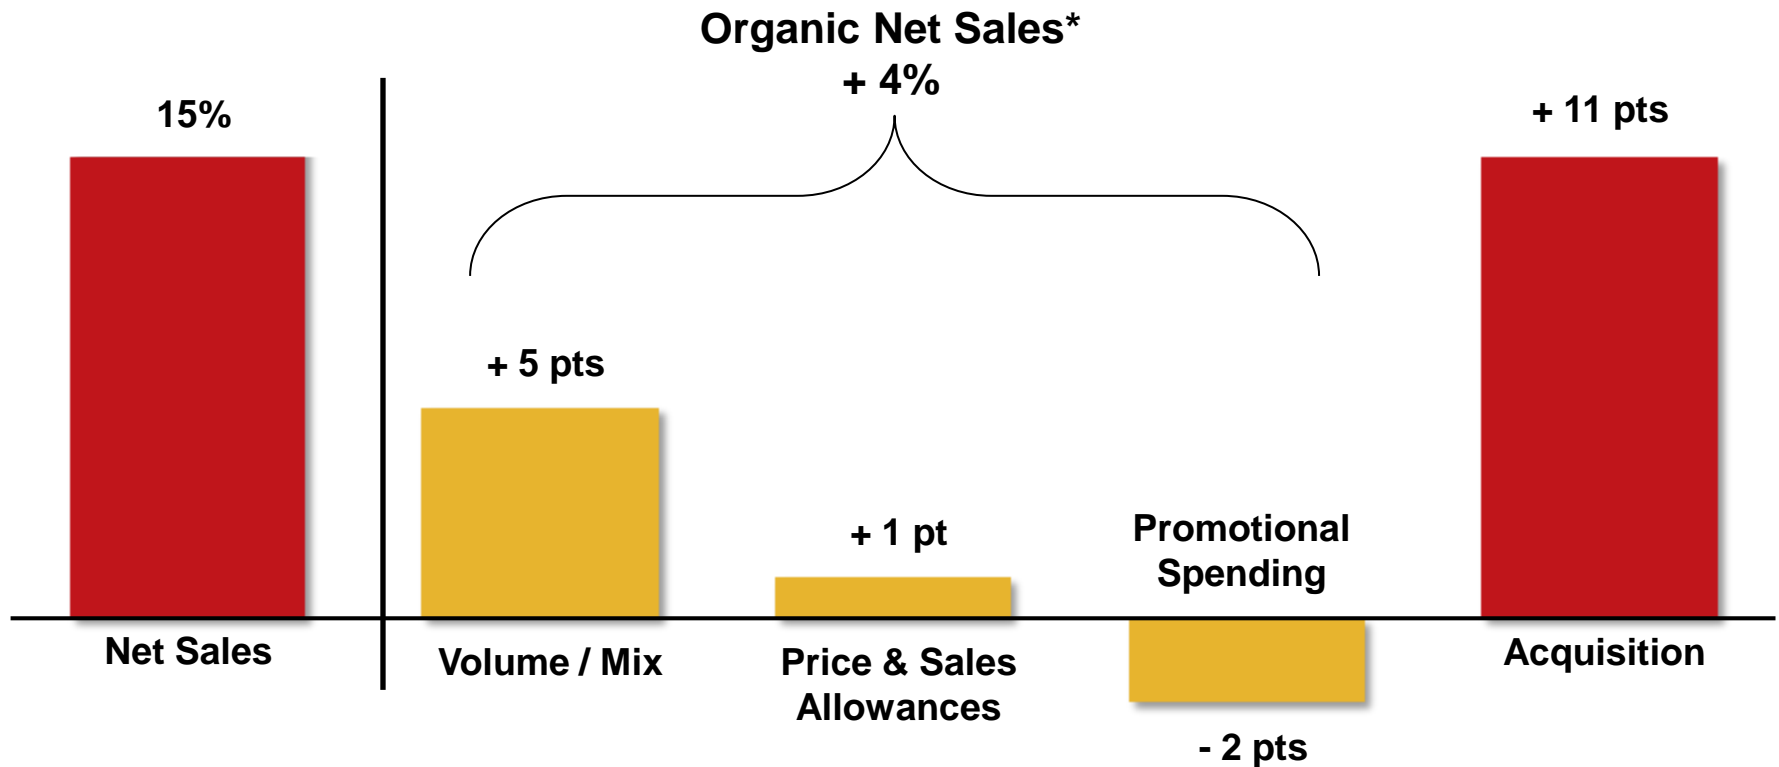 Organic Net Sales*
+ 4%
15%
+ 11 pts
+ 5 pts
+ 1 pt
Promotional
Spending
Net Sales
Volume / Mix
Price & Sales
Allowances
Acquisition
- 2 pts